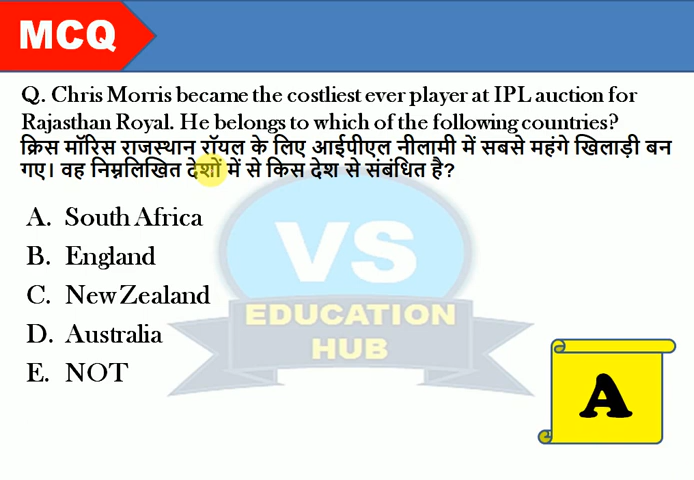 MCQ
Q. Chris Morris became the costliest ever player at IPL auction for
Rajasthan Royal. He belongs to which of the following countries?
क्रिस मॉरिस राजस्थान रॉयल के लिए आईपीएल नीलामी में सबसे महंगे खिलाड़ी बन
गए। वह निम्नलिखित देशों में से किस देश से संबंधित है?
A. South Africa
B. England
C. New Zealand
D. Australia
E. NOT
VS
EDUCATION
HUB
A